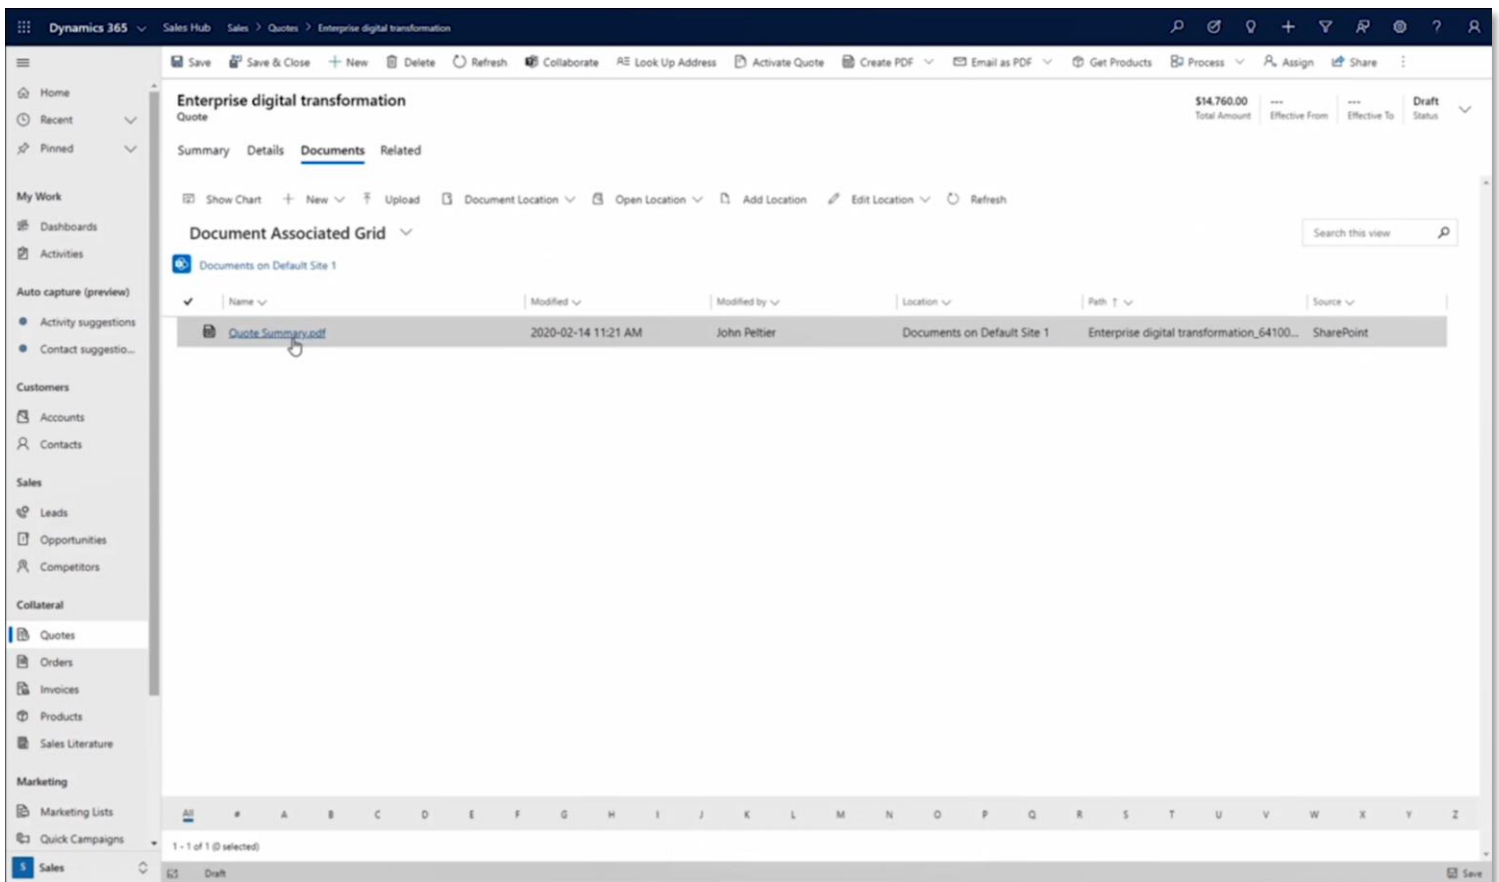 Dynamics 365 Sales Hub Sales > Quotes > Enterprise digital transformation
Save Save & Close New Delete Refresh Collaborate Look Up Address Activate Quote Create PDF Email as PDF Get Products Process Assign Share
Home
Recent
Pinned
My Work
Dashboards
Activities
Auto capture (preview)
Activity suggestions
Contact suggestio...
Customers
Accounts
Contacts
Sales
Leads
Opportunities
Competitors
Collateral
Quotes
Orders
Invoices
Products
Sales Literature
Marketing
Marketing Lists
Quick Campaigns
S Sales
Enterprise digital transformation
Quote
$14,760.00 --- --- Draft
Total Amount Effective From Effective To Status
Summary Details Documents Related
Show Chart New Upload Document Location Open Location Add Location Edit Location Refresh
Document Associated Grid
Search this view
Documents on Default Site 1
Name Modified Modified by Location Path ↑ Source
Quote Summary.pdf 2020-02-14 11:21 AM John Peltier Documents on Default Site 1 Enterprise digital transformation_64100... SharePoint
All # A B C D E F G H I J K L M N O P Q R S T U V W X Y Z
1 - 1 of 1 (0 selected)
Draft Save